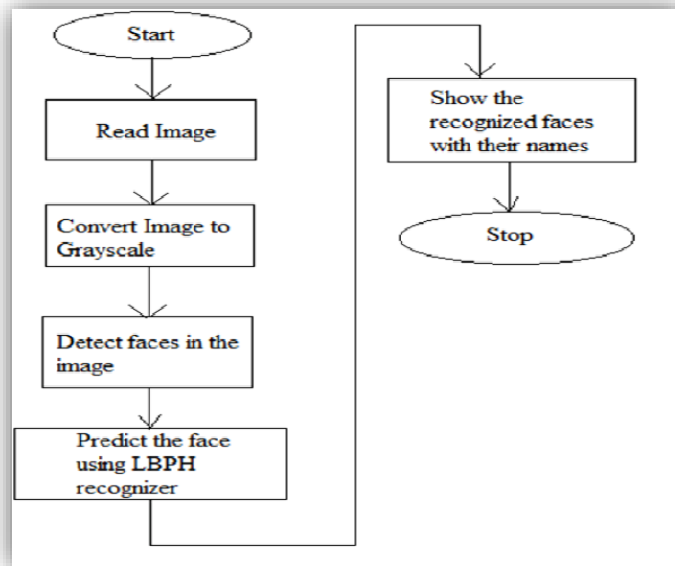 Start
Read Image
Convert Image to
Grayscale
Detect faces in the
image
Predict the face
using LBPH
recognizer
Show the
recognized faces
with their names
Stop